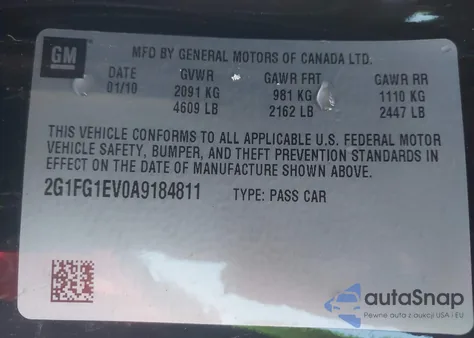 GM
MFD BY GENERAL MOTORS OF CANADA LTD.
DATE GVWR GAWR FRT GAWR RR
01/10 2091 KG 981 KG 1110 KG
4609 LB 2162 LB 2447 LB
THIS VEHICLE CONFORMS TO ALL APPLICABLE U.S. FEDERAL MOTOR
VEHICLE SAFETY, BUMPER, AND THEFT PREVENTION STANDARDS IN
EFFECT ON THE DATE OF MANUFACTURE SHOWN ABOVE.
2G1FG1EV0A9184811 TYPE: PASS CAR
autoSnap
Pewne auta z aukcji USA i EU